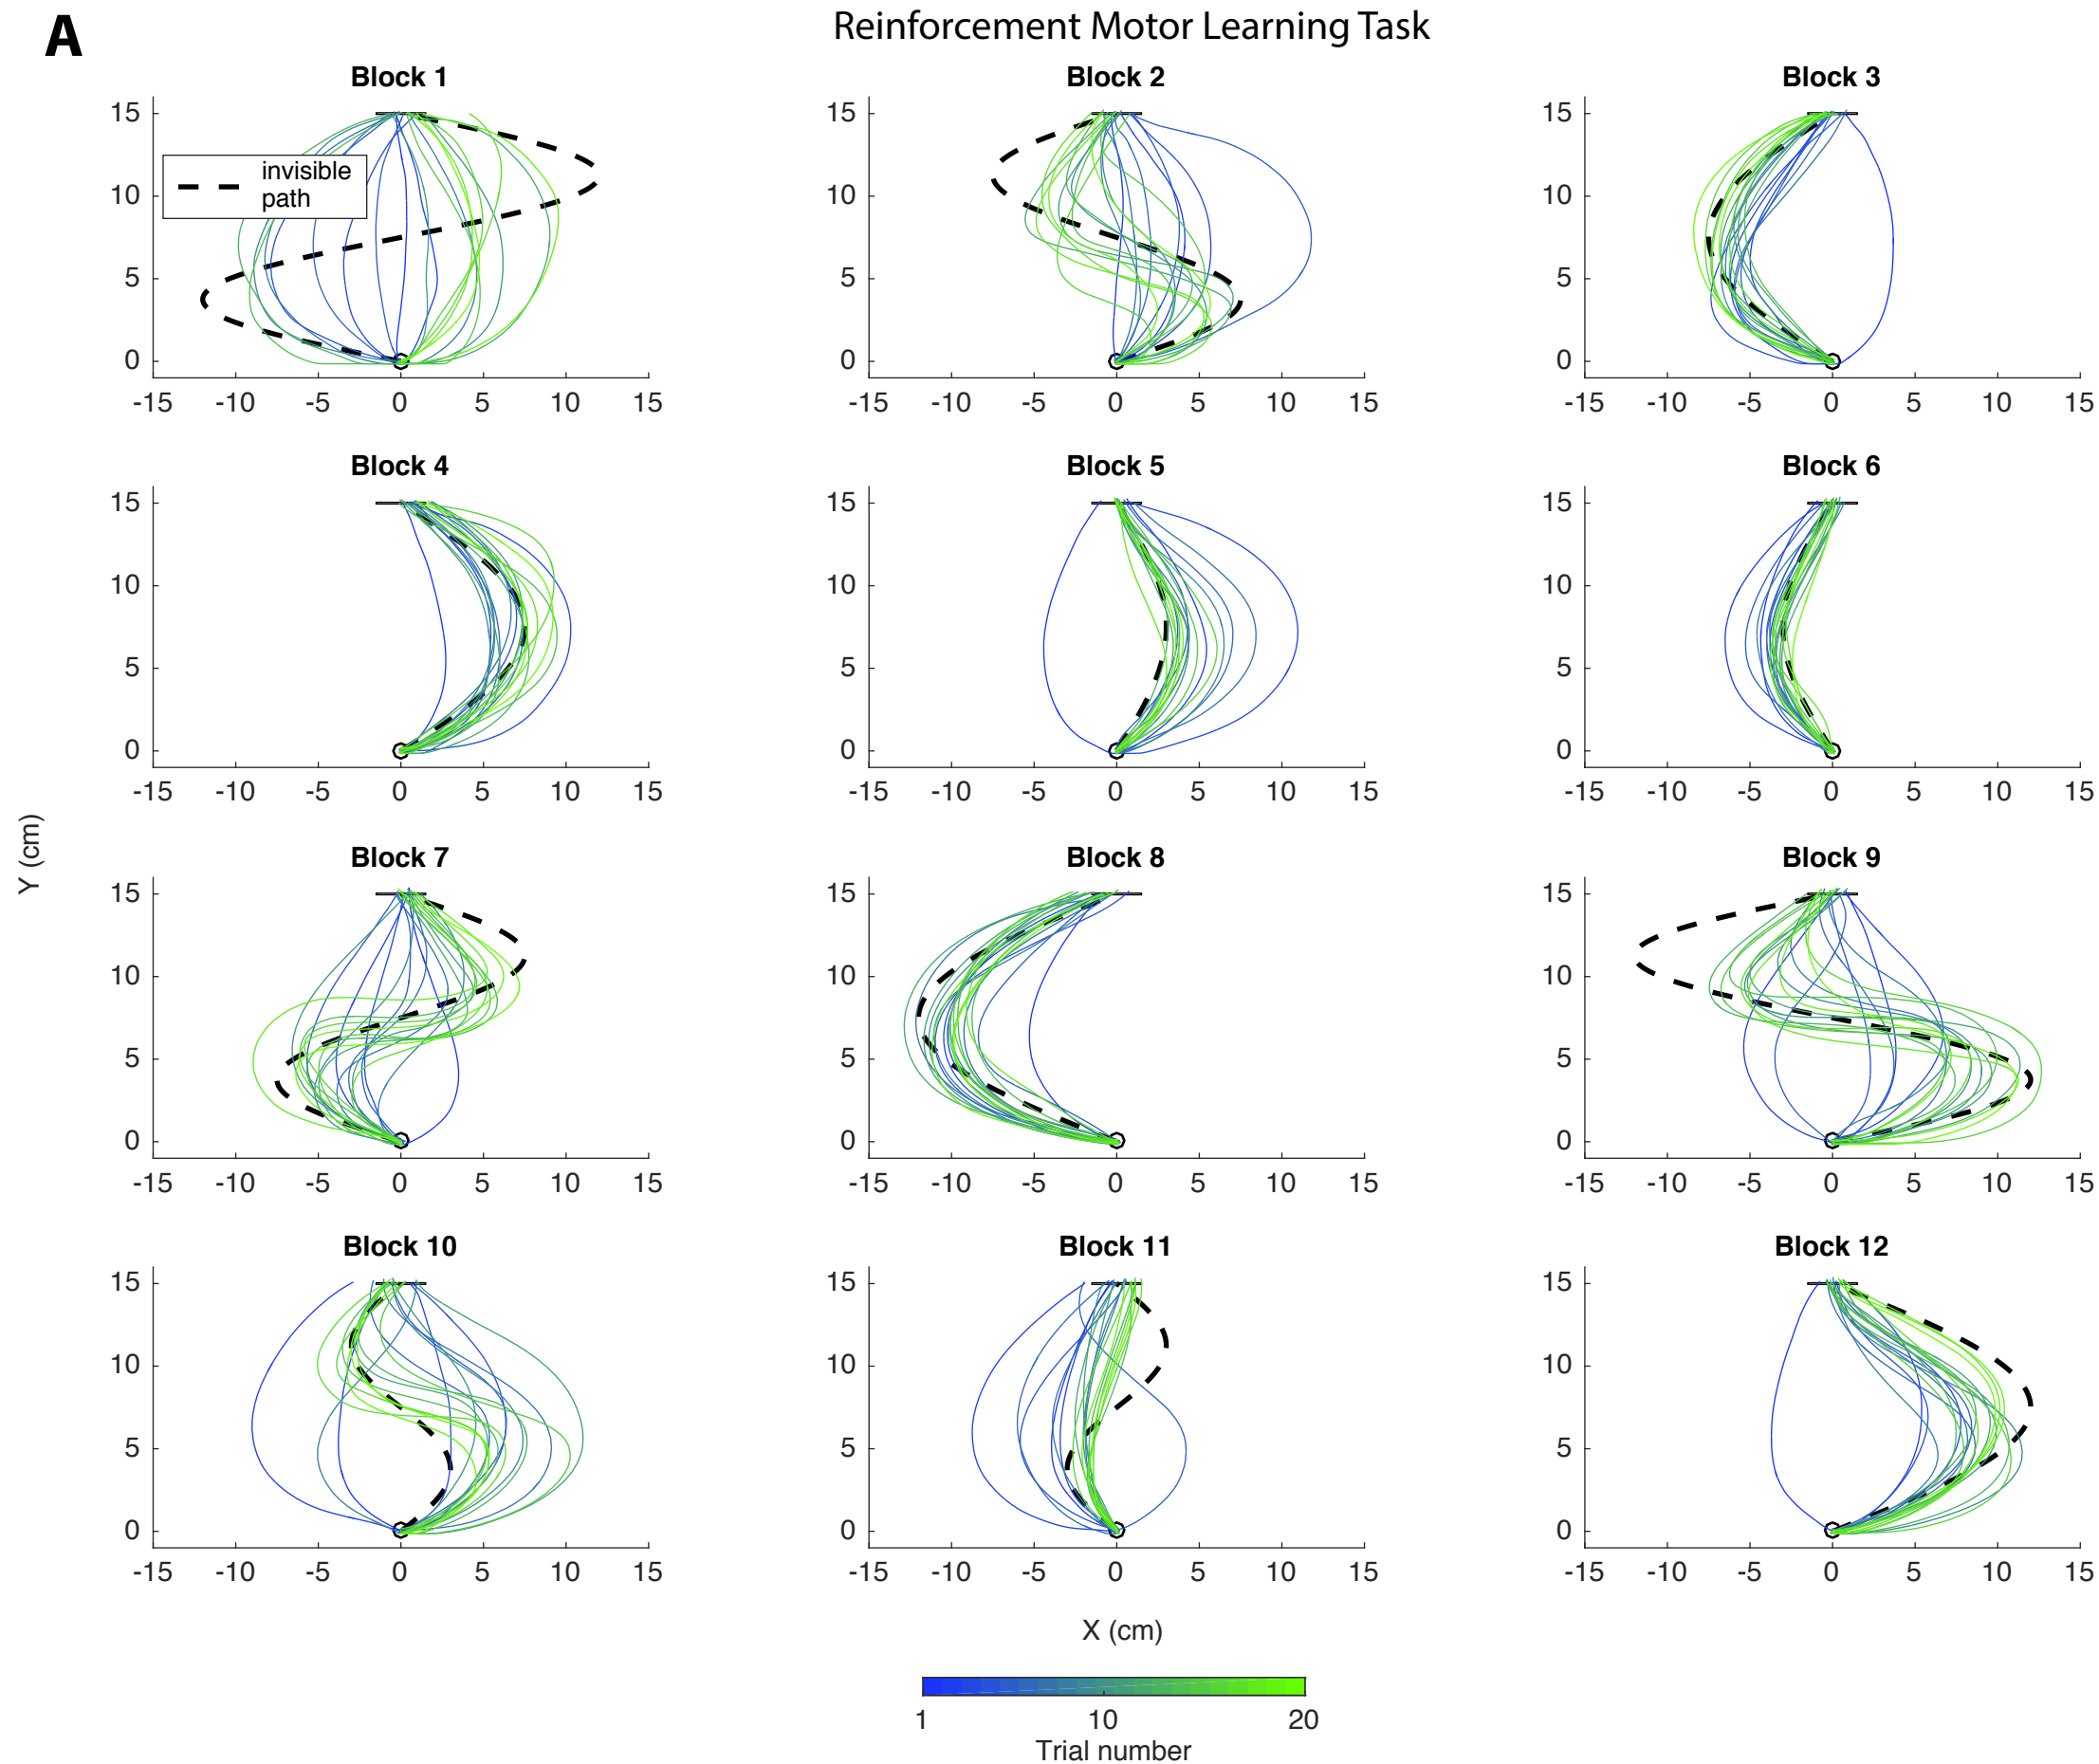 A
Reinforcement Motor Learning Task
Block 1
15
10
5
0
-15 -10 -5 0 5 10 15
invisible
path
Block 2
15
10
5
0
-15 -10 -5 0 5 10 15
Block 3
15
10
5
0
-15 -10 -5 0 5 10 15
Block 4
15
10
5
0
-15 -10 -5 0 5 10 15
Block 5
15
10
5
0
-15 -10 -5 0 5 10 15
Block 6
15
10
5
0
-15 -10 -5 0 5 10 15
Y (cm)
Block 7
15
10
5
0
-15 -10 -5 0 5 10 15
Block 8
15
10
5
0
-15 -10 -5 0 5 10 15
Block 9
15
10
5
0
-15 -10 -5 0 5 10 15
Block 10
15
10
5
0
-15 -10 -5 0 5 10 15
Block 11
15
10
5
0
-15 -10 -5 0 5 10 15
Block 12
15
10
5
0
-15 -10 -5 0 5 10 15
X (cm)
1 10 20
Trial number